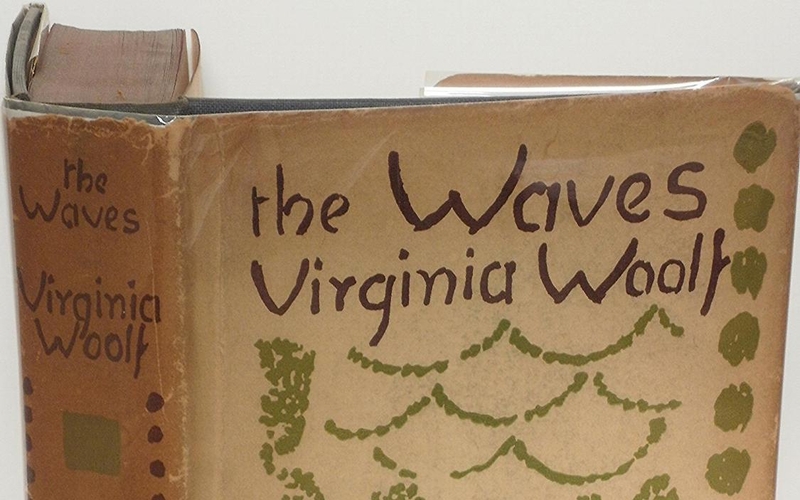 the
Waves
Virginia
Woolf
the Waves
Virginia Woolf